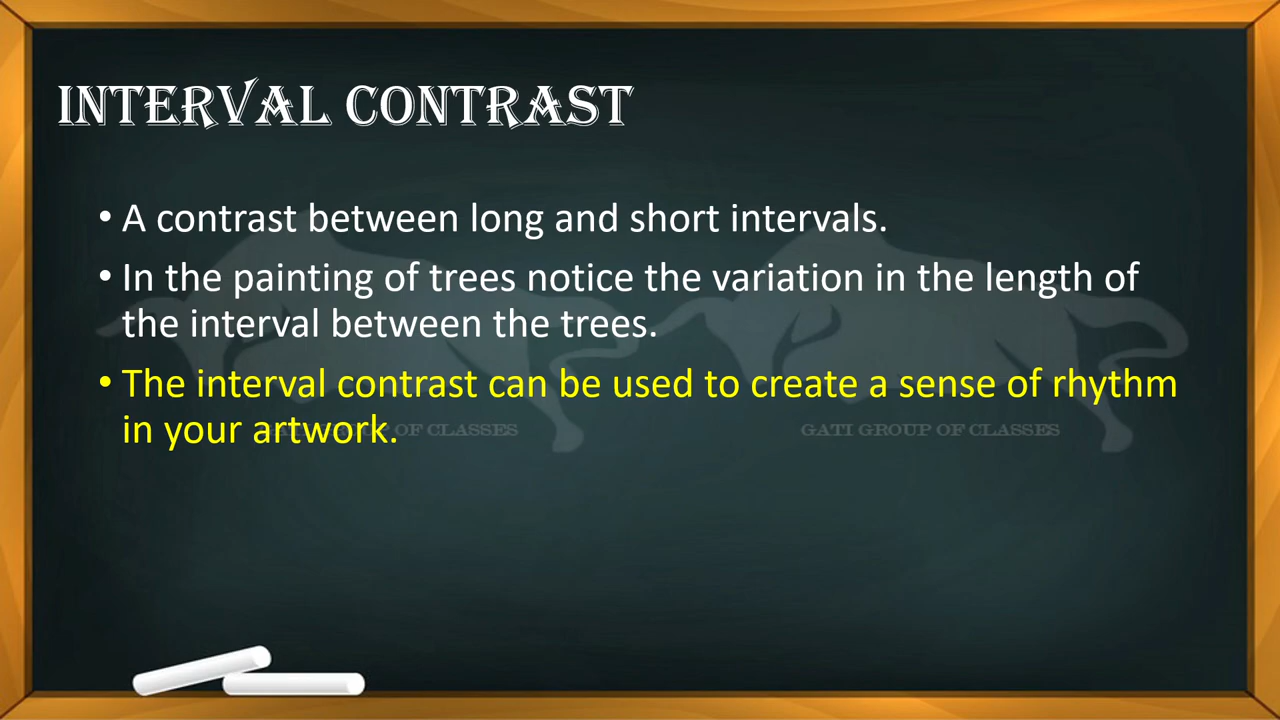 INTERVAL CONTRAST
• A contrast between long and short intervals.
• In the painting of trees notice the variation in the length of
the interval between the trees.
• The interval contrast can be used to create a sense of rhythm
in your artwork.
GATI GROUP OF CLASSES
GATI GROUP OF CLASSES